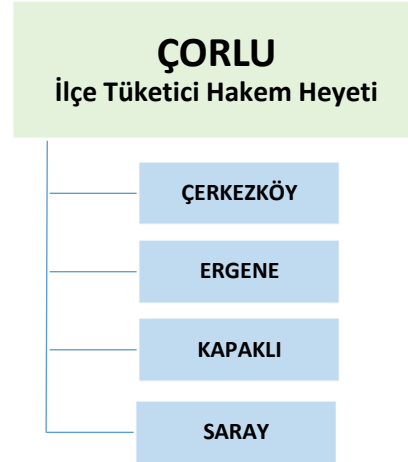 ÇORLU
İlçe Tüketici Hakem Heyeti
ÇERKEZKÖY
ERGENE
KAPAKLI
SARAY